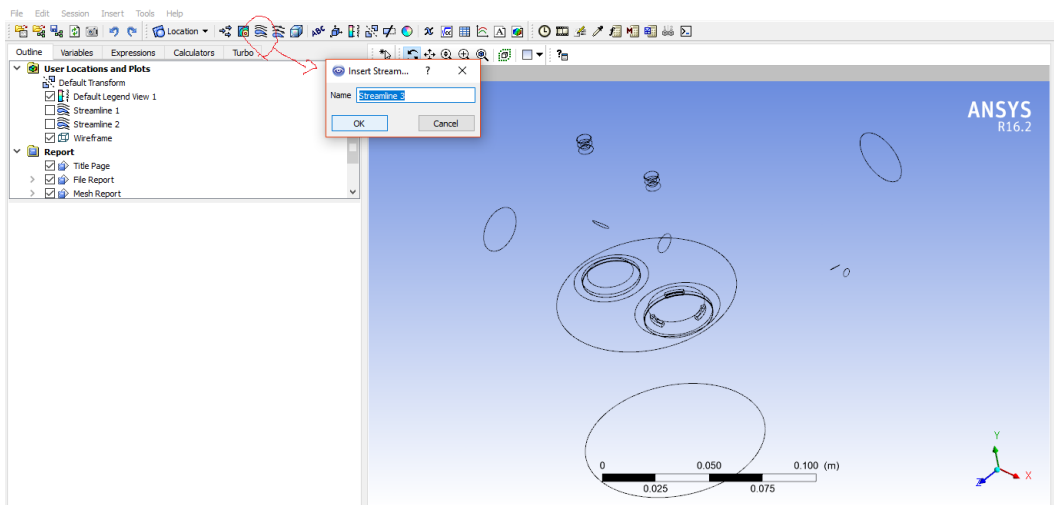 File Edit Session Insert Tools Help
Location
Outline Variables Expressions Calculators Turbo
User Locations and Plots
Default Transform
Default Legend View 1
Streamline 1
Streamline 2
Wireframe
Report
Title Page
File Report
Mesh Report
Insert Stream... ? X
Name Streamline 3
OK Cancel
ANSYS
R16.2
0 0.050 0.100 (m)
0.025 0.075
Y
Z X